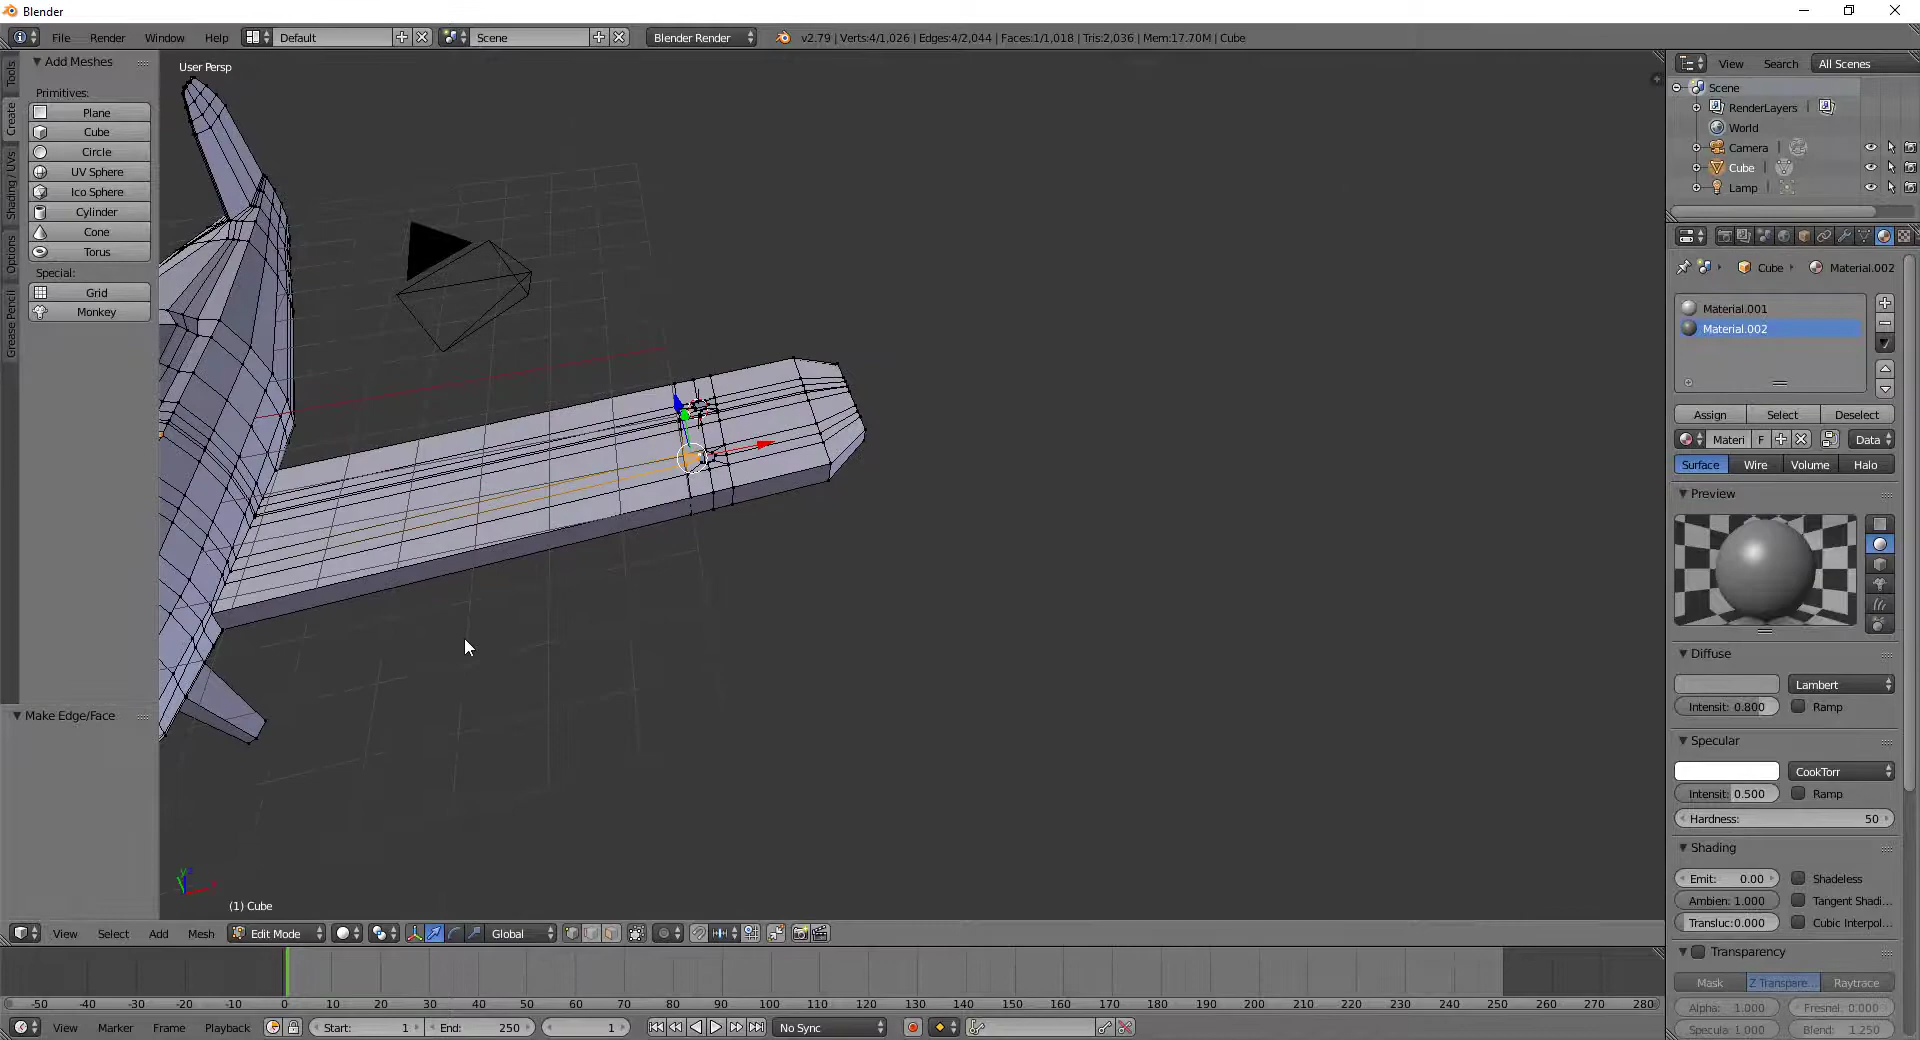 Blender
File Render Window Help Default Scene Blender Render v2.79 | Verts:4/1,026 | Edges:4/2,044 | Faces:1/1,018 | Tris:2,036 | Mem:17.70M | Cube
View Search All Scenes
Add Meshes
Primitives:
Plane
Cube
Circle
UV Sphere
Ico Sphere
Cylinder
Cone
Torus
Special:
Grid
Monkey
Tools
Create
Shading / UVs
Options
Grease Pencil
Make Edge/Face
User Persp
(1) Cube
Scene
RenderLayers |
World
Camera |
Cube |
Lamp |
Cube Material.002
Material.001
Material.002
Assign Select Deselect
Materi F Data
Surface Wire Volume Halo
Preview
Diffuse
Lambert
Intensit: 0.800 Ramp
Specular
CookTorr
Intensit: 0.500 Ramp
Hardness: 50
Shading
Emit: 0.00 Shadeless
Ambien: 1.000 Tangent Shadi...
Transluc:0.000 Cubic Interpol...
Transparency
Mask Z Transpare... Raytrace
Alpha: 1.000 Fresnel: 0.000
Specula: 1.000 Blend: 1.250
View Select Add Mesh Edit Mode Global
-50 -40 -30 -20 -10 0 10 20 30 40 50 60 70 80 90 100 110 120 130 140 150 160 170 180 190 200 210 220 230 240 250 260 270 280
View Marker Frame Playback Start: 1 End: 250 1 No Sync